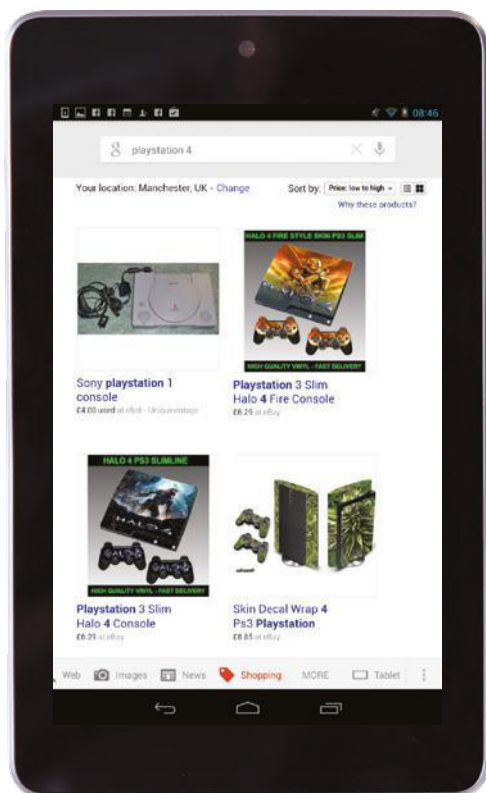 08:46
playstation 4
Your location: Manchester, UK - Change
Sort by: Price: low to high
Why these products?
HALO 4 FIRE STYLE SKIN PS3 SLIM
HIGH QUALITY VINYL - FAST DELIVERY
Sony playstation 1
console
£4.00 used at eBid - Uniquevintage
Playstation 3 Slim
Halo 4 Fire Console
£6.29 at eBay
HALO 4 PS3 SLIMLINE
HALO 4
HIGH QUALITY VINYL - FAST DELIVERY
Playstation 3 Slim
Halo 4 Console
£6.29 at eBay
Skin Decal Wrap 4
Ps3 Playstation
£8.85 at eBay
Web Images News Shopping MORE Tablet